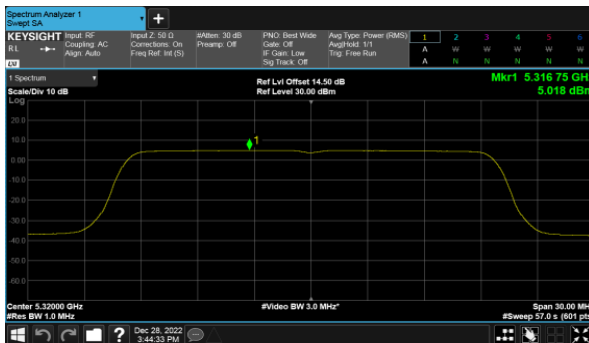 Spectrum Analyzer 1
Swept SA
+
KEYSIGHT Input: RF Input Z: 50 Ω #Atten: 30 dB PNO: Best Wide Avg Type: Power (RMS) 1 2 3 4 5 6
RL Coupling: AC Corrections: On Preamp: Off Gate: Off Avg|Hold: 1/1 A W W W W W
Align: Auto Freq Ref: Int (S) IF Gain: Low Trig: Free Run
Sig Track: Off A N N N N N
1 Spectrum Ref Lvl Offset 14.50 dB Mkr1 5.316 75 GH
Scale/Div 10 dB Ref Level 30.00 dBm 5.018 dBm
Log
20.0
10.0
1
0.00
-10.0
-20.0
-30.0
-40.0
-50.0
-60.0
Center 5.32000 GHz #Video BW 3.0 MHz* Span 30.00 MH
#Res BW 1.0 MHz #Sweep 57.0 s (601 pts
? Dec 28, 2022
3:44:33 PM